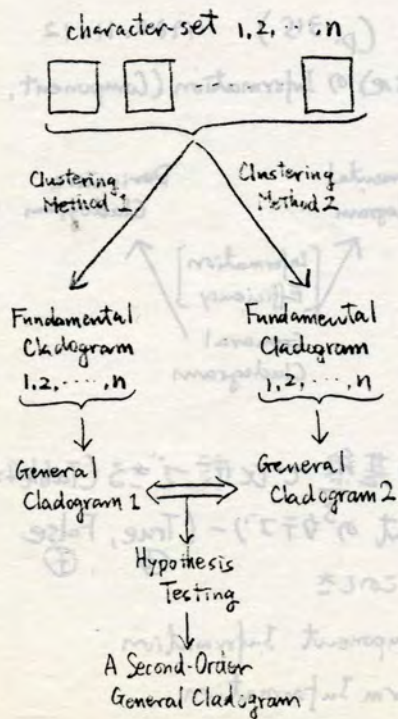 character-set 1, 2, ‥‥, n
Clustering Method 1
Clustering Method 2
Fundamental Cladogram
1, 2, ‥‥, n
Fundamental Cladogram
1, 2, ‥‥, n
General Cladogram 1
General Cladogram 2
Hypothesis
Testing
A Second-Order
General Cladogram